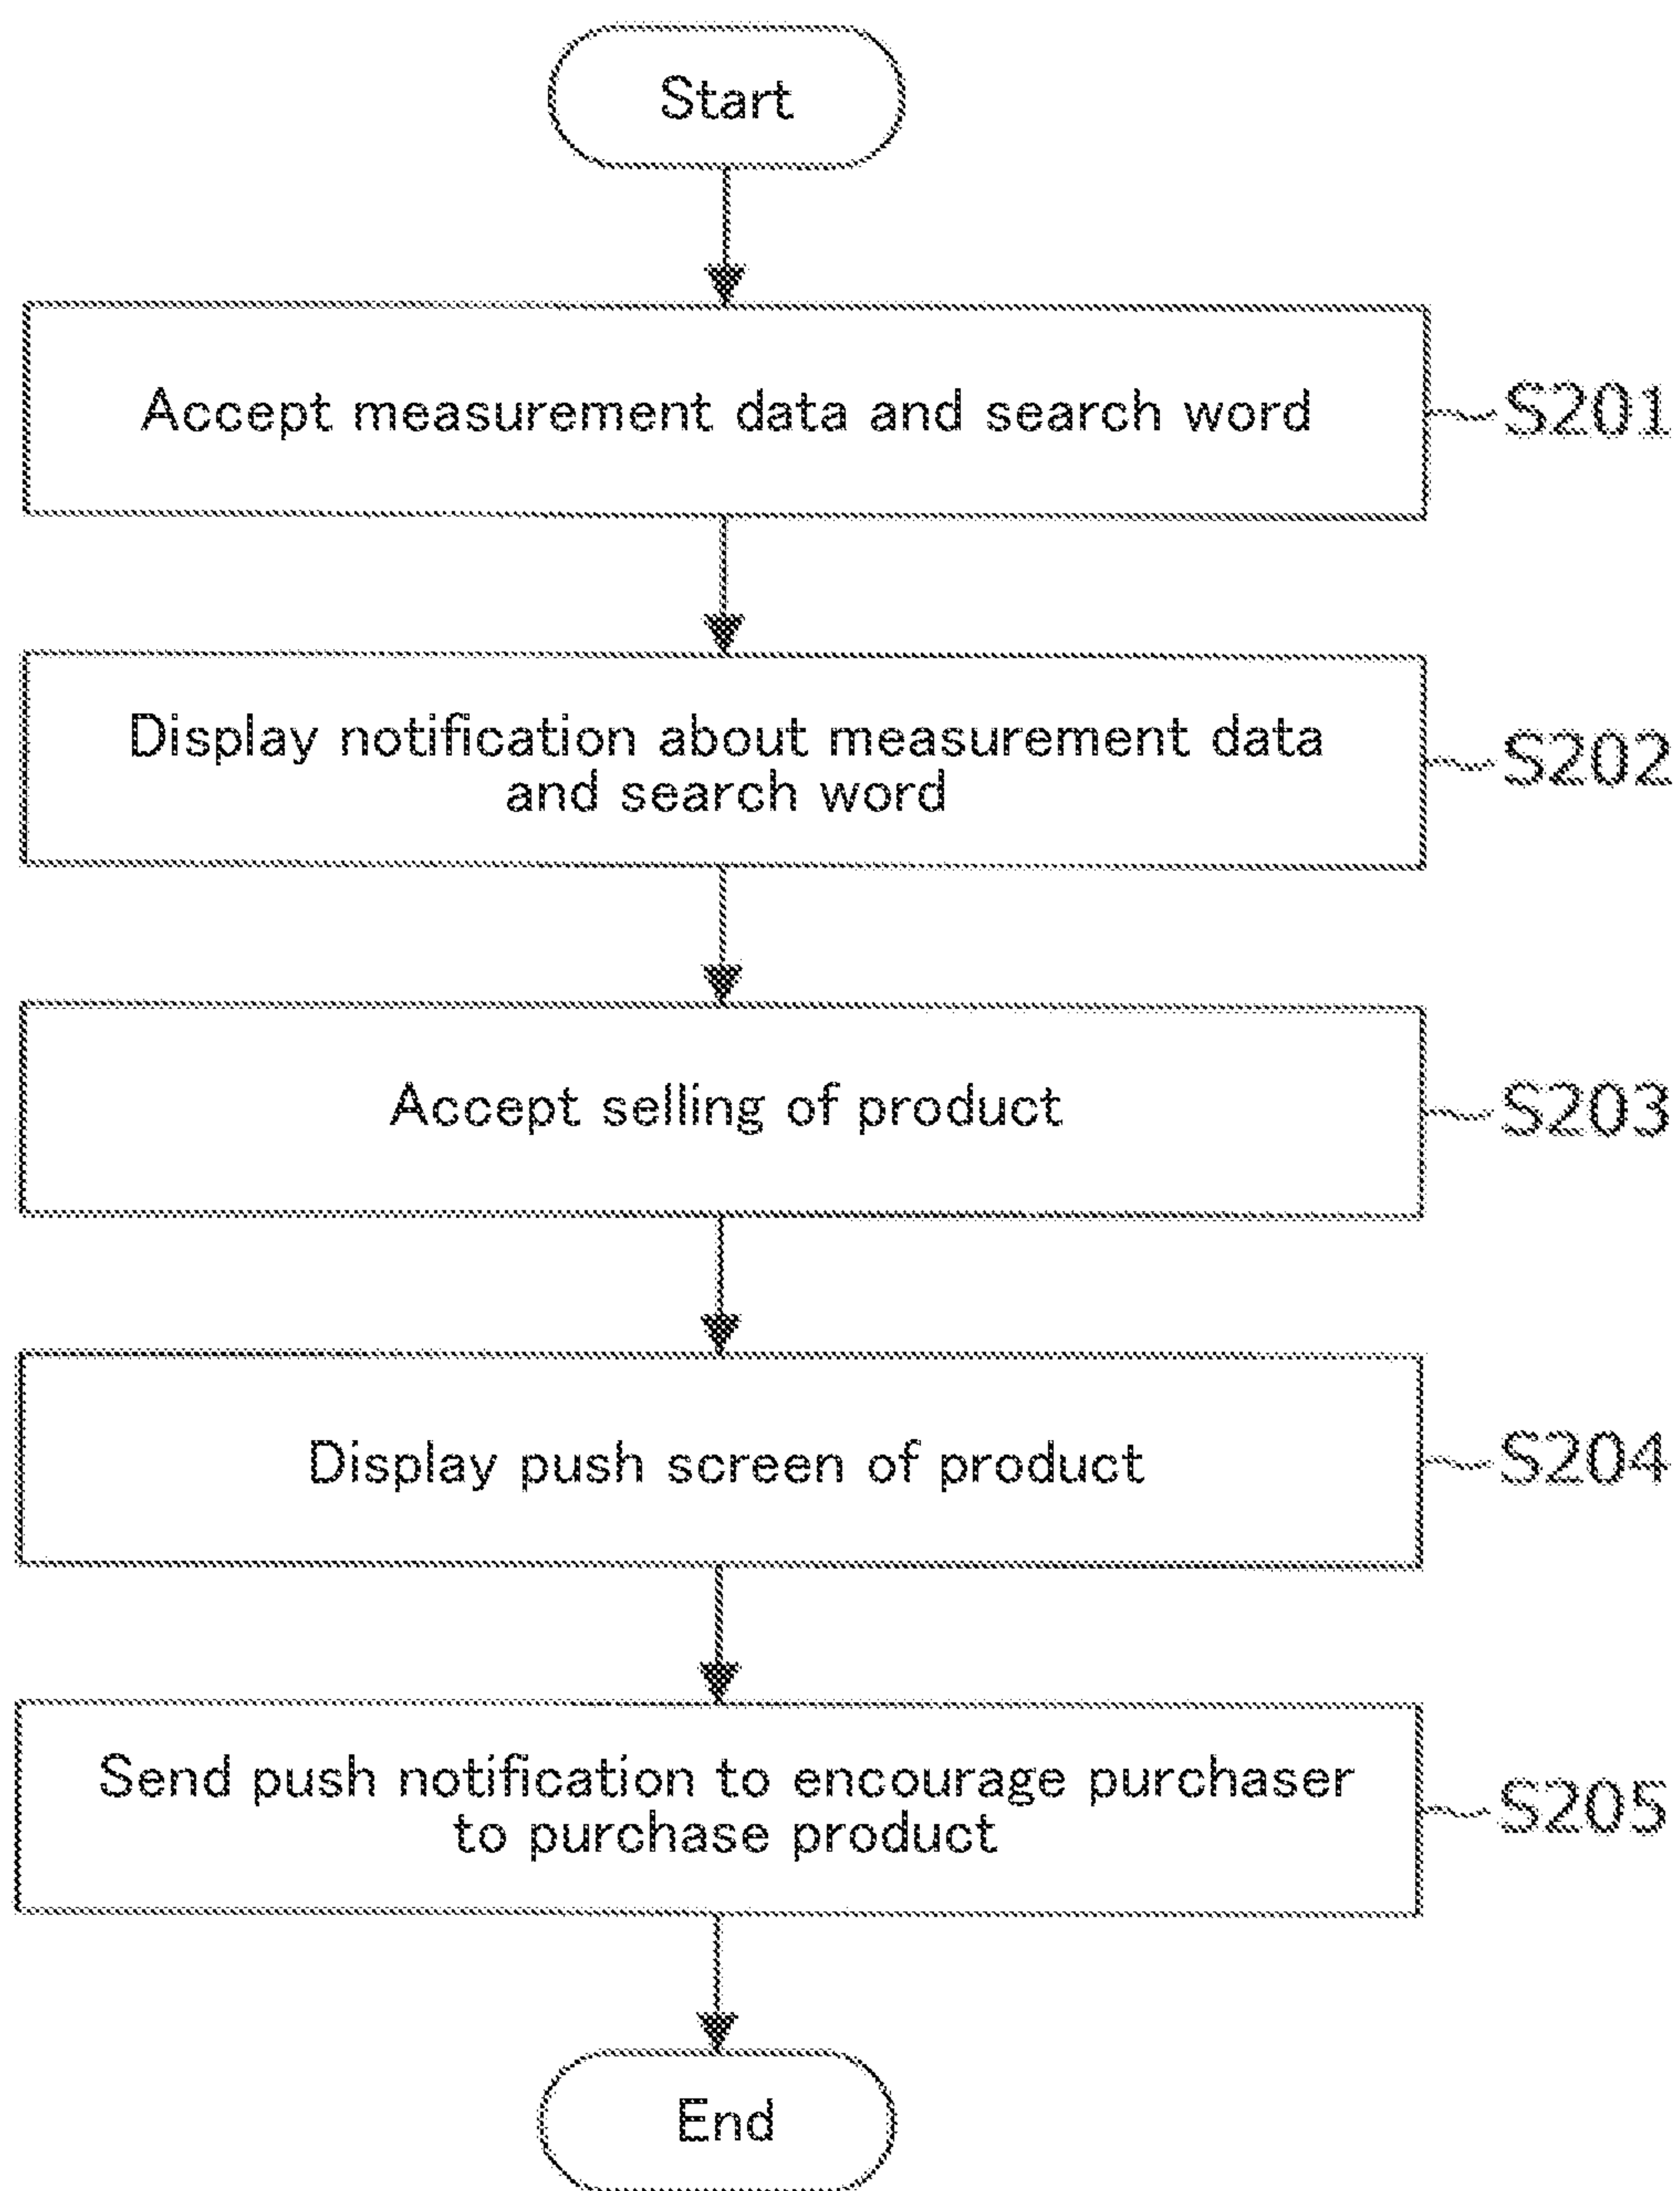 Start
Accept measurement data and search word
S201
Display notification about measurement data
and search word
S202
Accept selling of product
S203
Display push screen of product
S204
Send push notification to encourage purchaser
to purchase product
S205
End